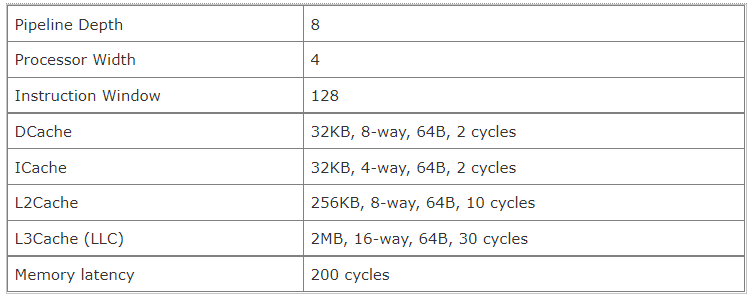 Pipeline Depth 8
Processor Width 4
Instruction Window 128
DCache 32KB, 8-way, 64B, 2 cycles
ICache 32KB, 4-way, 64B, 2 cycles
L2Cache 256KB, 8-way, 64B, 10 cycles
L3Cache (LLC) 2MB, 16-way, 64B, 30 cycles
Memory latency 200 cycles